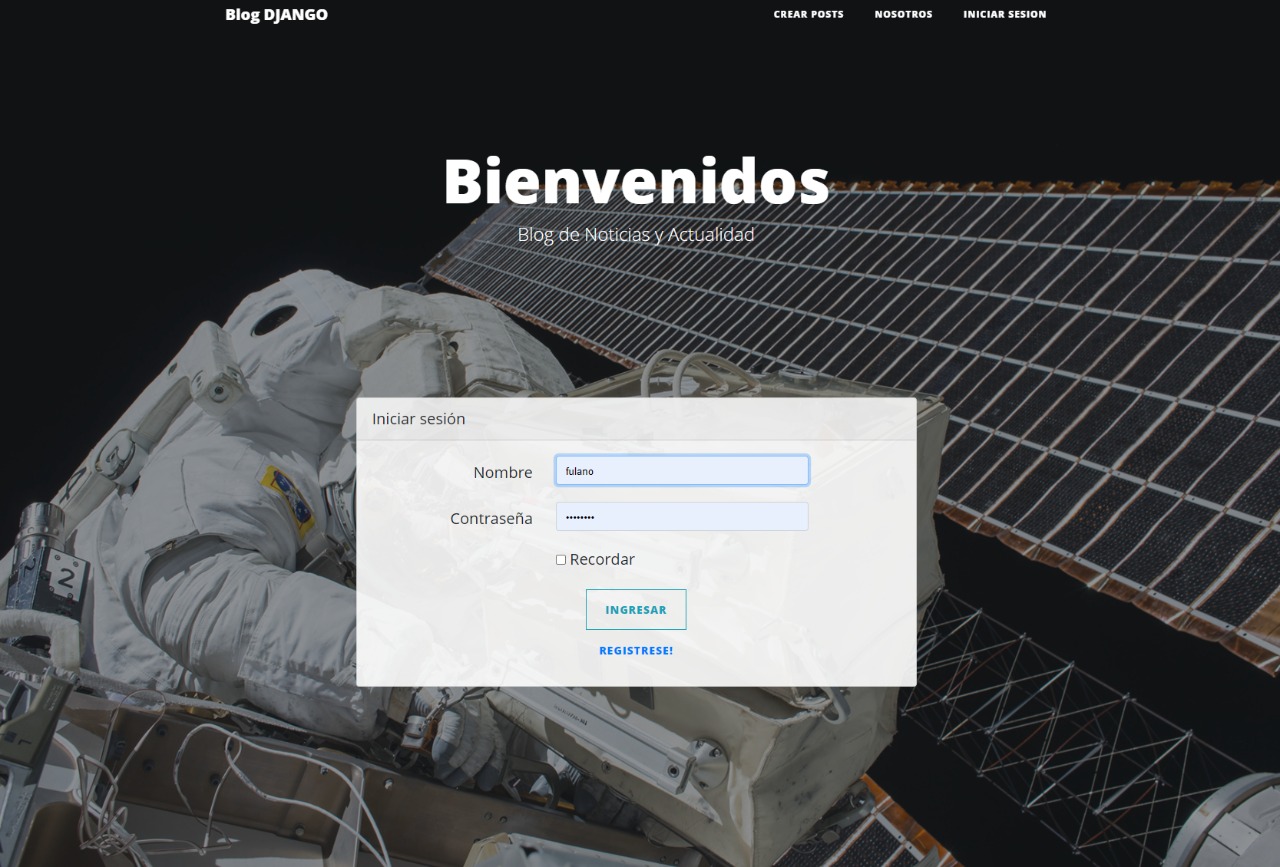 Blog DJANGO
CREAR POSTS NOSOTROS INICIAR SESION
Bienvenidos
Blog de Noticias y Actualidad
Iniciar sesión
Nombre fulano
Contraseña ••••••••
Recordar
INGRESAR
REGISTRESE!
2